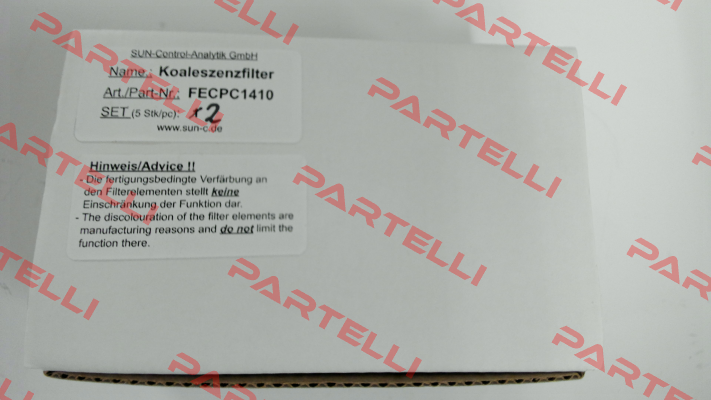 SUN-Control-Analytik GmbH
Name.: Koaleszenzfilter
Art./Part-Nr.: FECPC1410
SET (5 Stk/pc): x2
www.sun-c.de
Hinweis/Advice !!
- Die fertigungsbedingte Verfärbung an
den Filterelementen stellt keine
Einschränkung der Funktion dar.
- The discolouration of the filter elements are
manufacturing reasons and do not limit the
function there.
PARTELLI
PARTELLI
PARTELLI
PARTELLI
PARTELLI
PARTELLI
PARTELLI
PARTELLI
PARTELLI